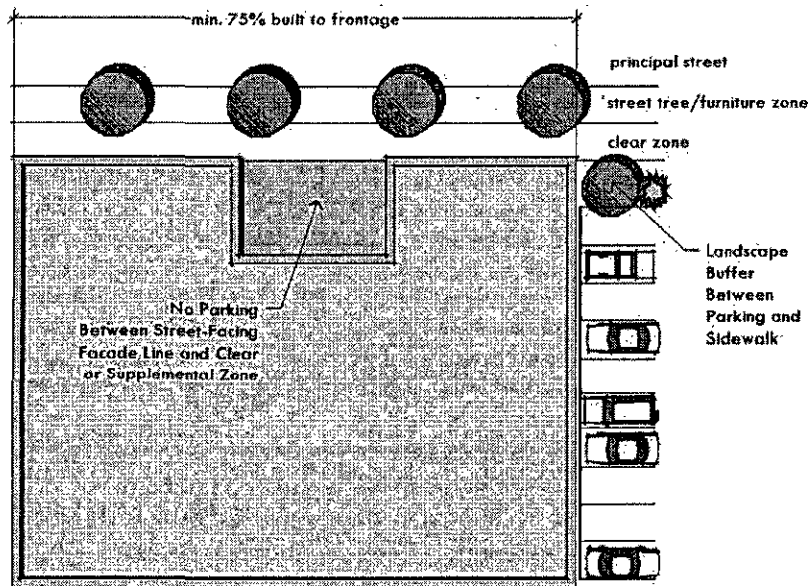 min. 75% built to frontage
principal street
street tree/furniture zone
clear zone
Landscape
Buffer
Between
Parking and
Sidewalk
No Parking
Between Street-Facing
Facade Line and Clear
or Supplemental Zone